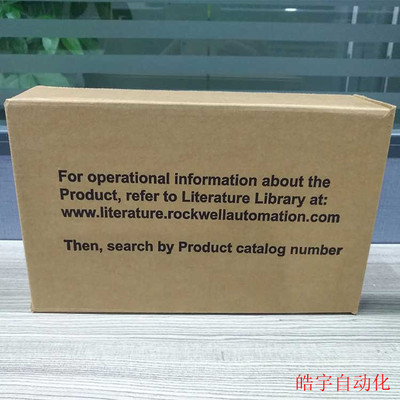 For operational information about the
Product, refer to Literature Library at:
www.literature.rockwellautomation.com
Then, search by Product catalog number
皓宇自动化